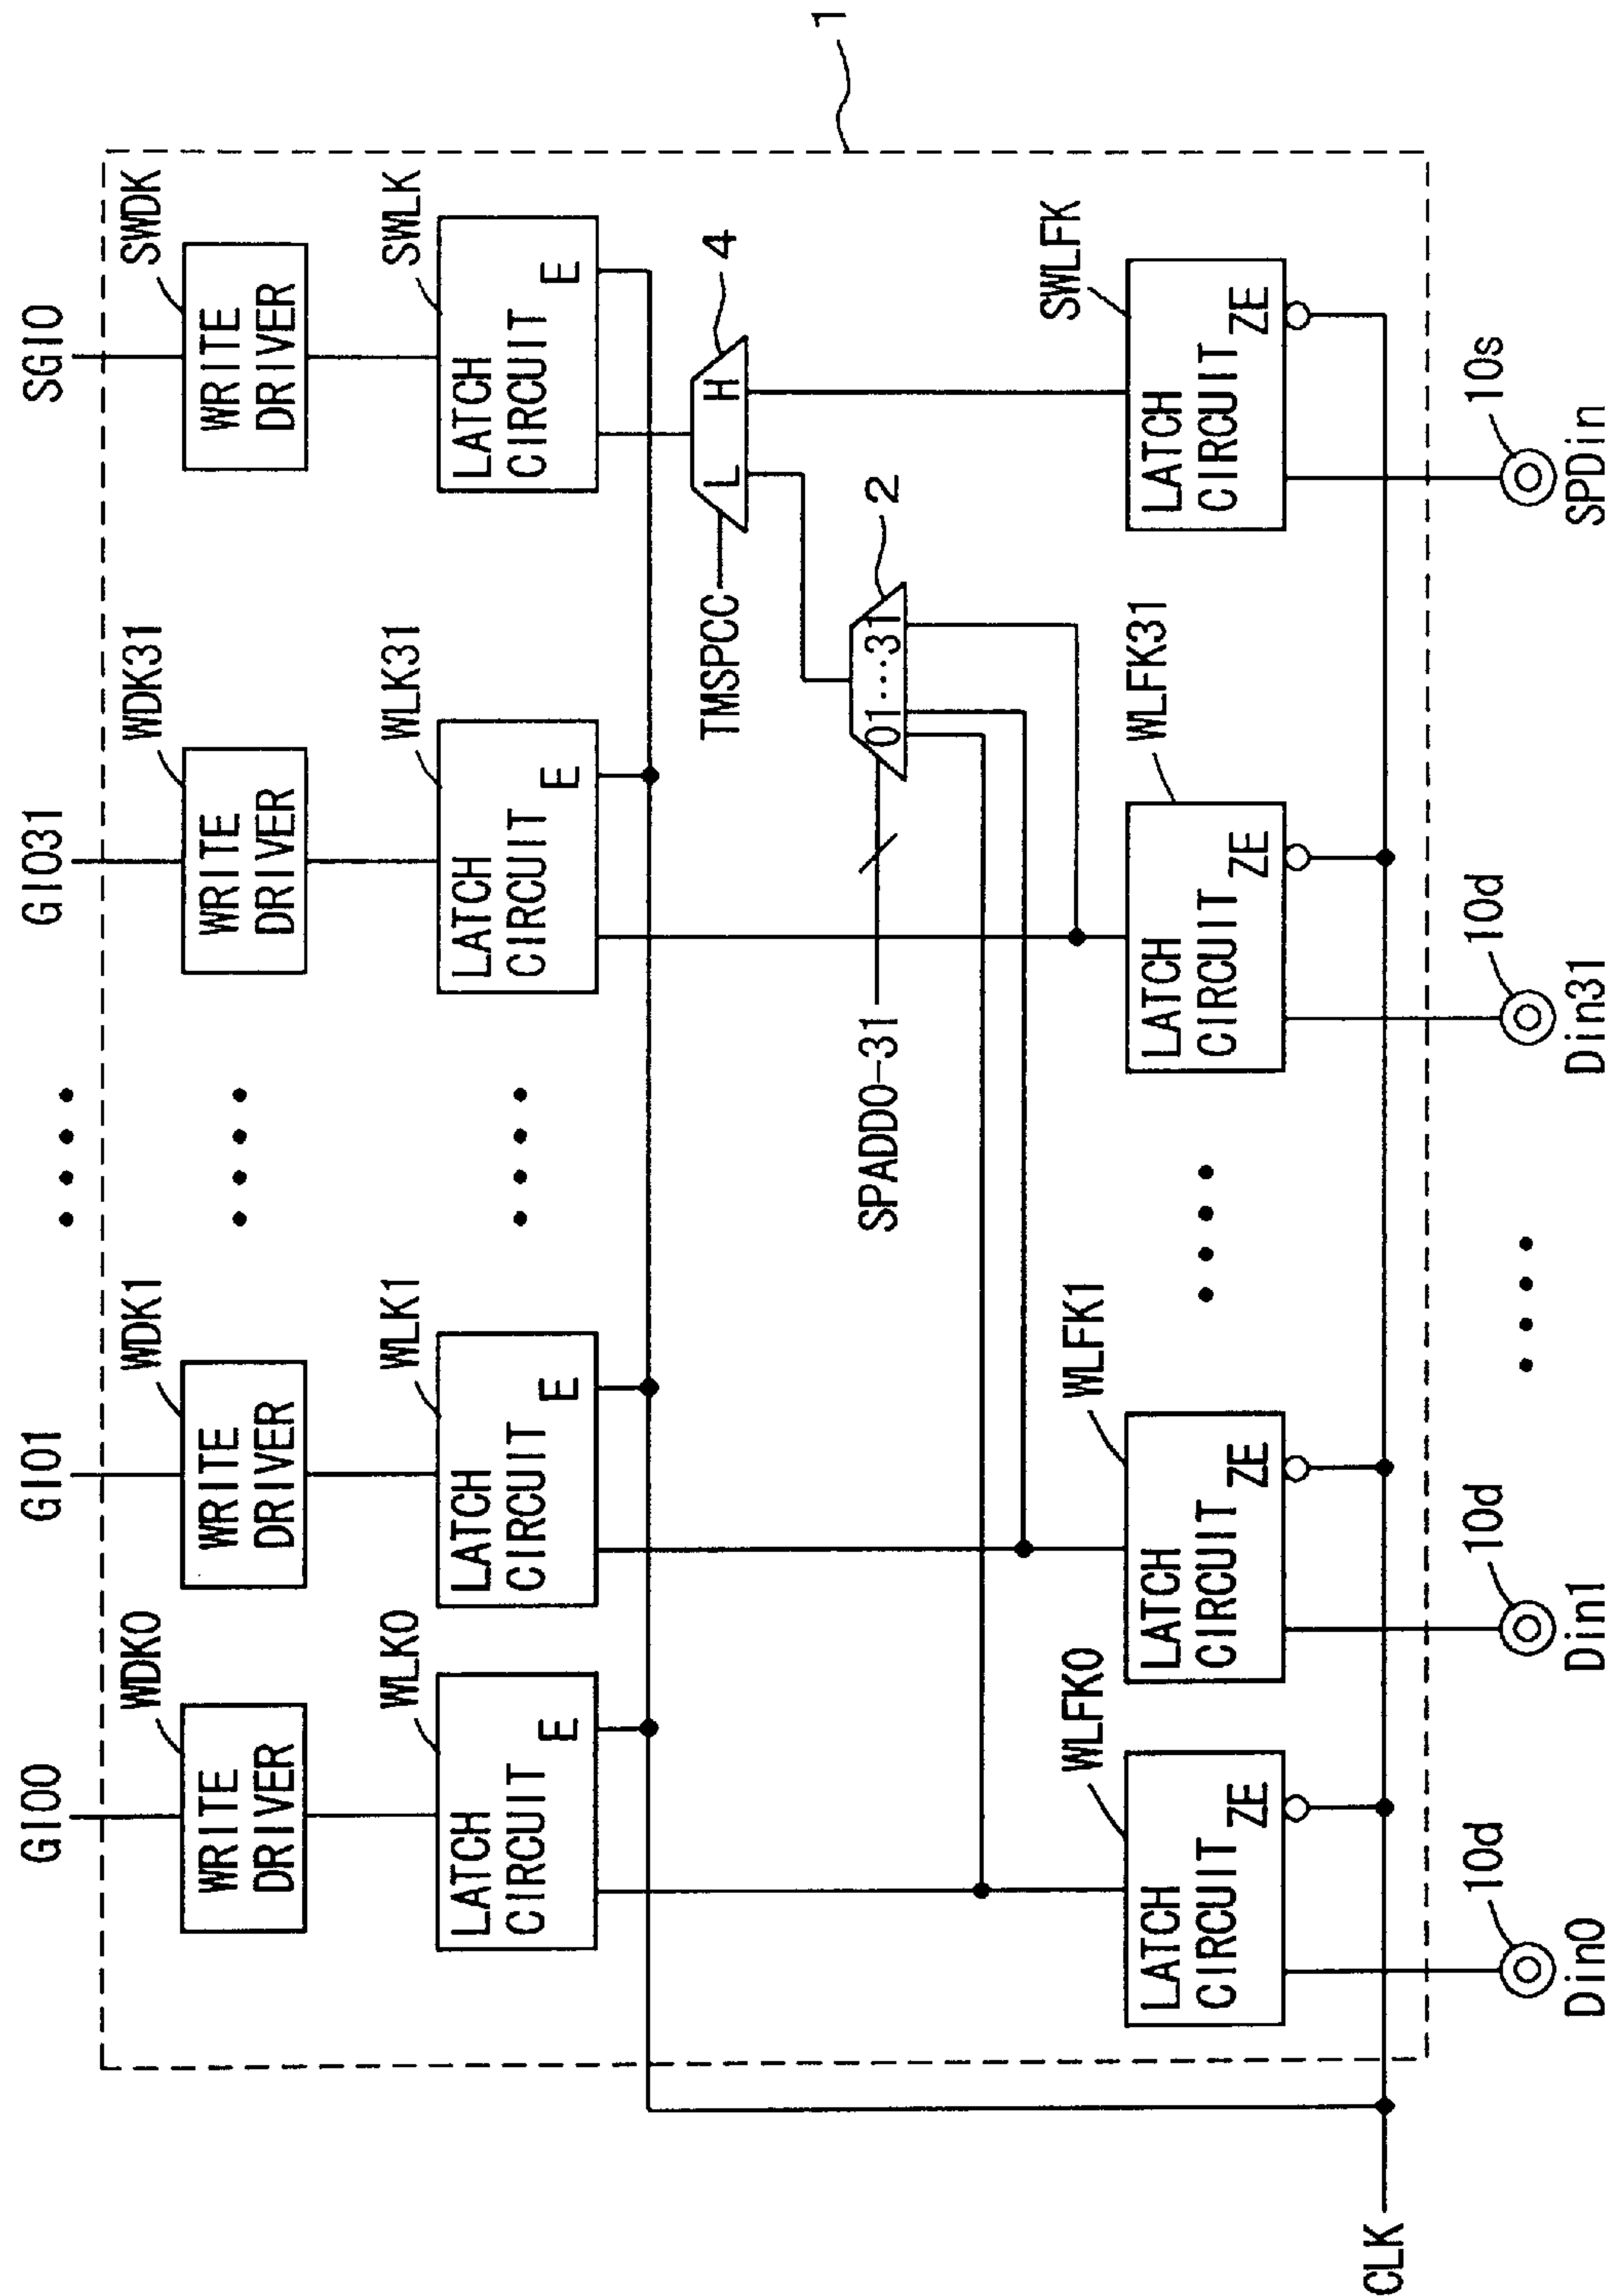 GIO0
GIO1
GIO31
SGIO
WDK0
WDK1
WDK31
SWDK
1
WRITE
DRIVER
WRITE
DRIVER
WRITE
DRIVER
WRITE
DRIVER
WLK0
WLK1
WLK31
SWLK
LATCH
CIRCUIT
E
LATCH
CIRCUIT
E
LATCH
CIRCUIT
E
LATCH
CIRCUIT
E
TMSPCC
L H
4
SPADD0-31
01...31
2
WLFK0
WLFK1
WLFK31
SWLFK
LATCH
CIRCUIT
ZE
LATCH
CIRCUIT
ZE
LATCH
CIRCUIT
ZE
LATCH
CIRCUIT
ZE
CLK
10d
10d
10d
10s
Din0
Din1
Din31
SPDin